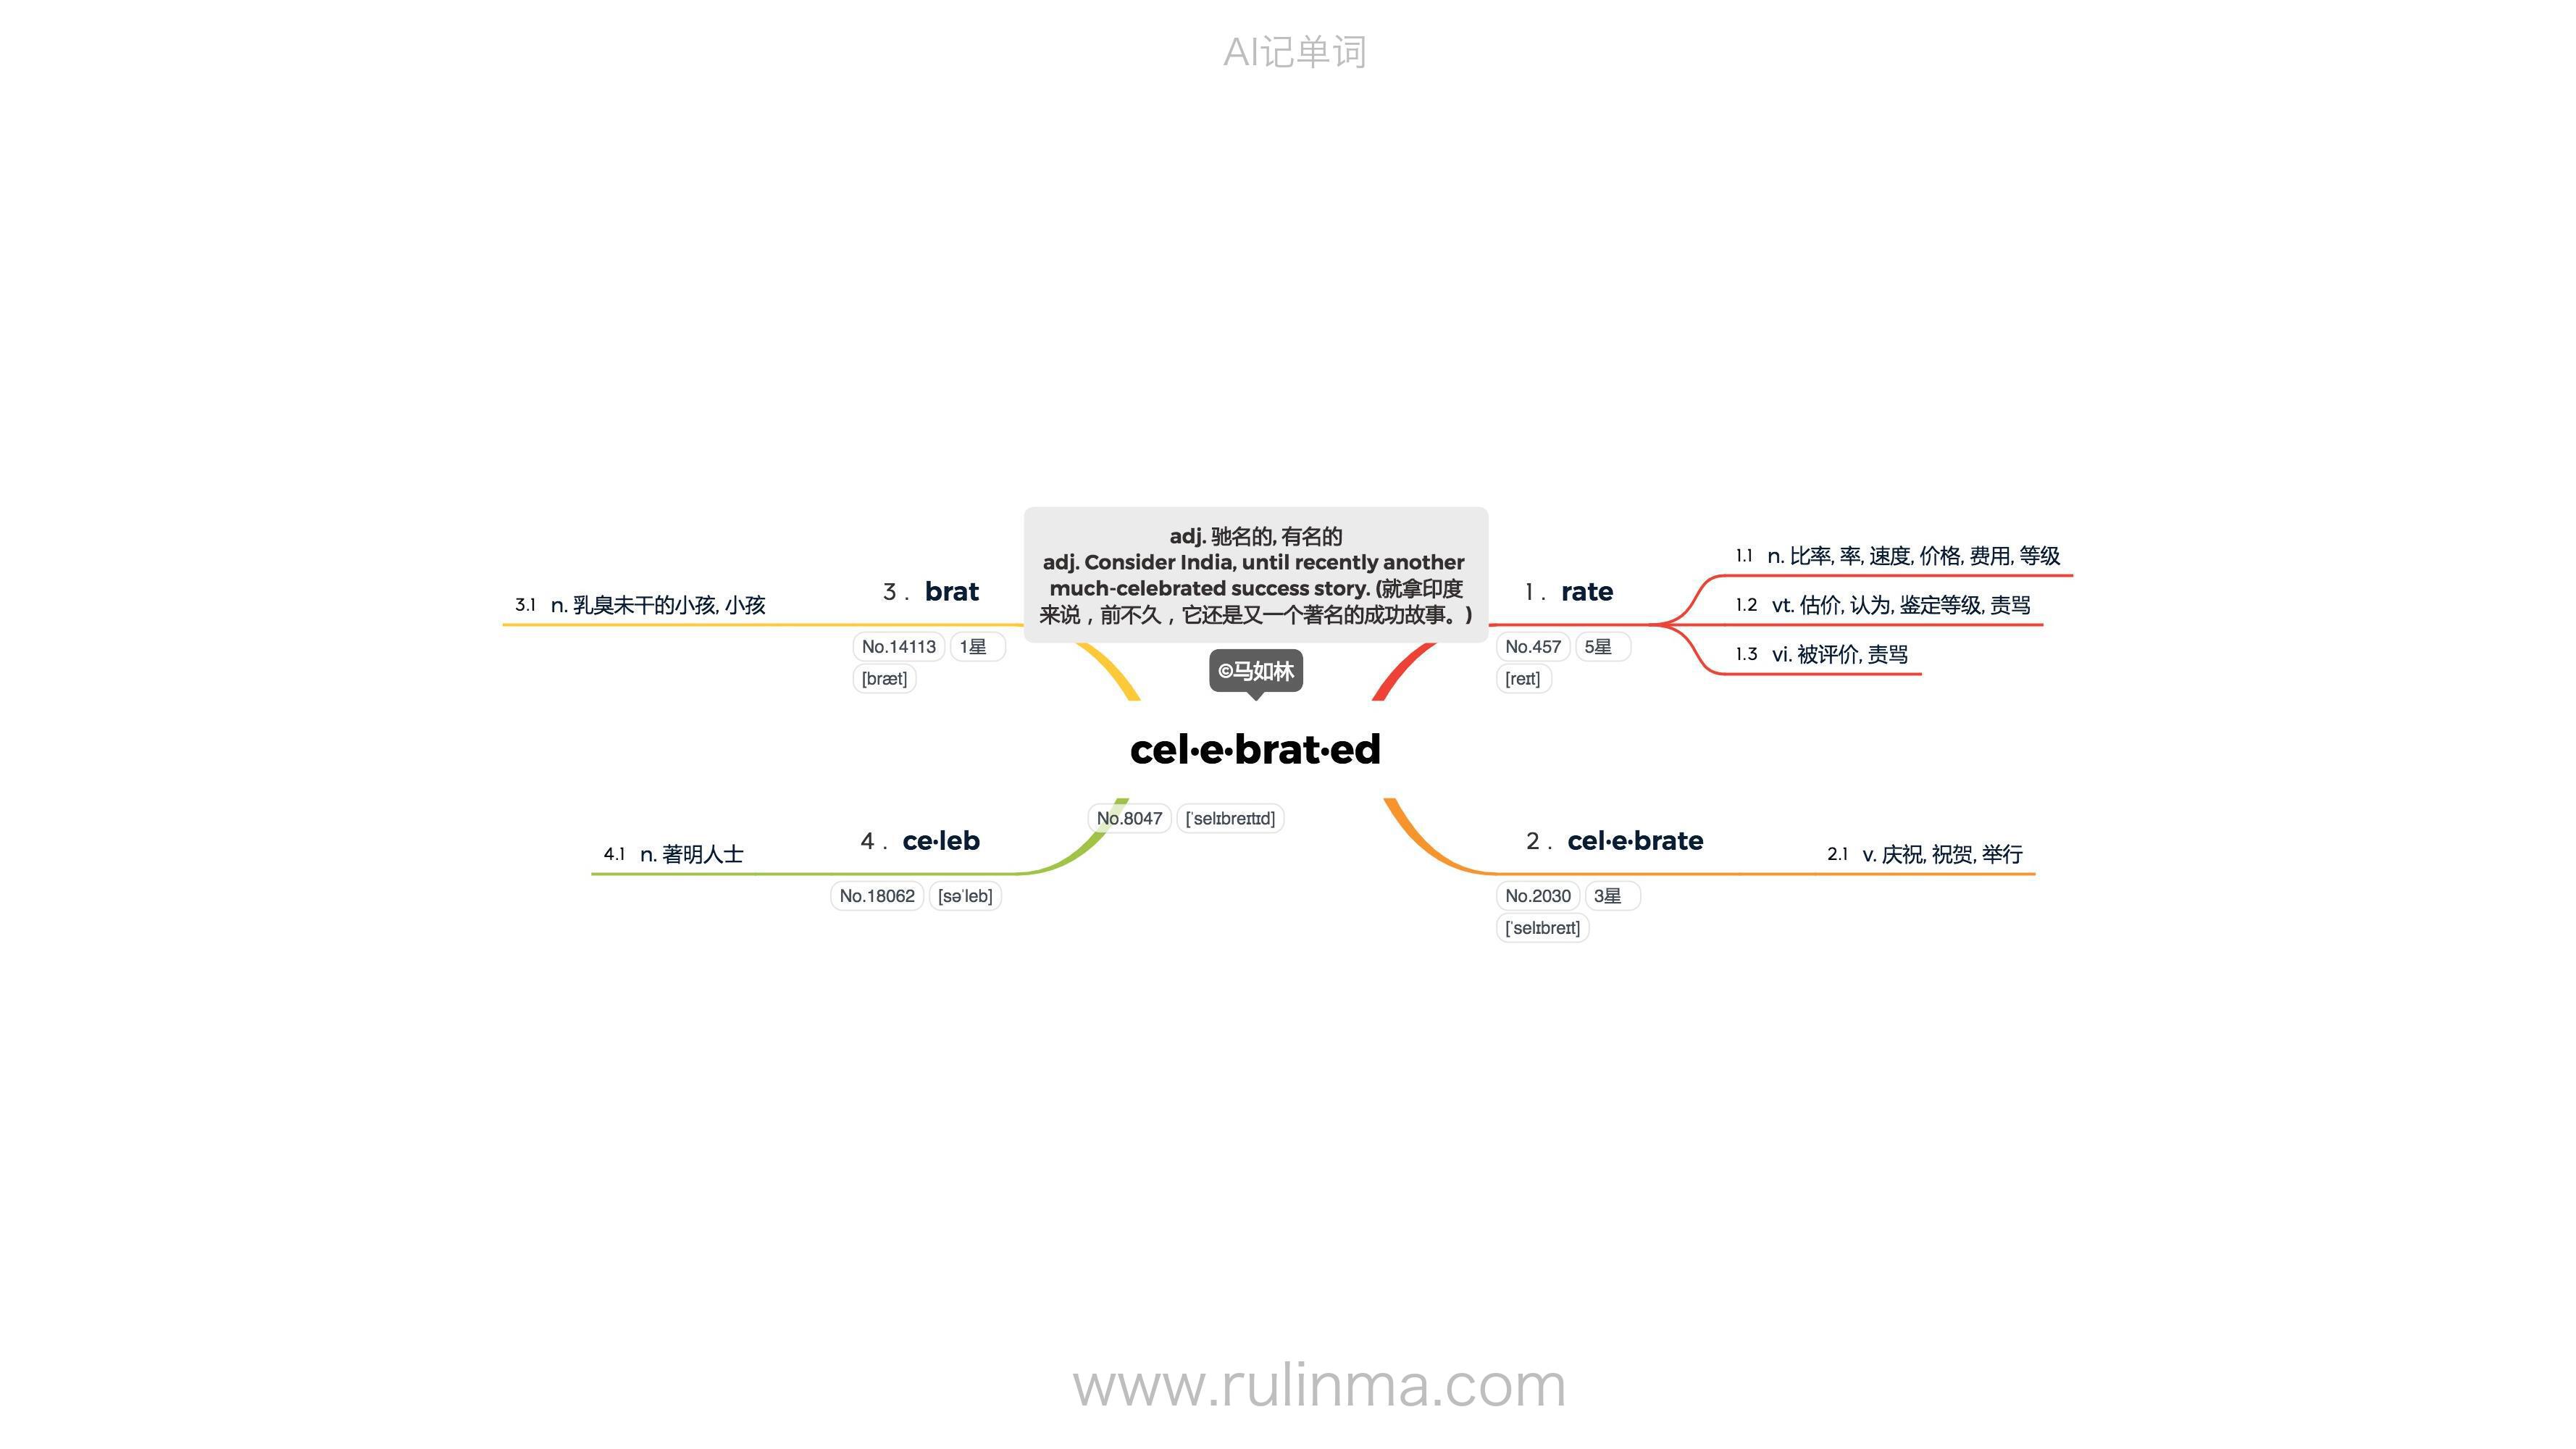 AI记单词
adj. 驰名的, 有名的
adj. Consider India, until recently another
much-celebrated success story. (就拿印度
来说，前不久，它还是又一个著名的成功故事。)
©马如林
cel·e·brat·ed
No.8047 [ˈselɪbreɪtɪd]
1 . rate
No.457 5星
[reɪt]
1.1 n. 比率, 率, 速度, 价格, 费用, 等级
1.2 vt. 估价, 认为, 鉴定等级, 责骂
1.3 vi. 被评价, 责骂
2 . cel·e·brate
No.2030 3星
[ˈselɪbreɪt]
2.1 v. 庆祝, 祝贺, 举行
3 . brat
No.14113 1星
[bræt]
3.1 n. 乳臭未干的小孩, 小孩
4 . ce·leb
No.18062 [səˈleb]
4.1 n. 著明人士
www.rulinma.com